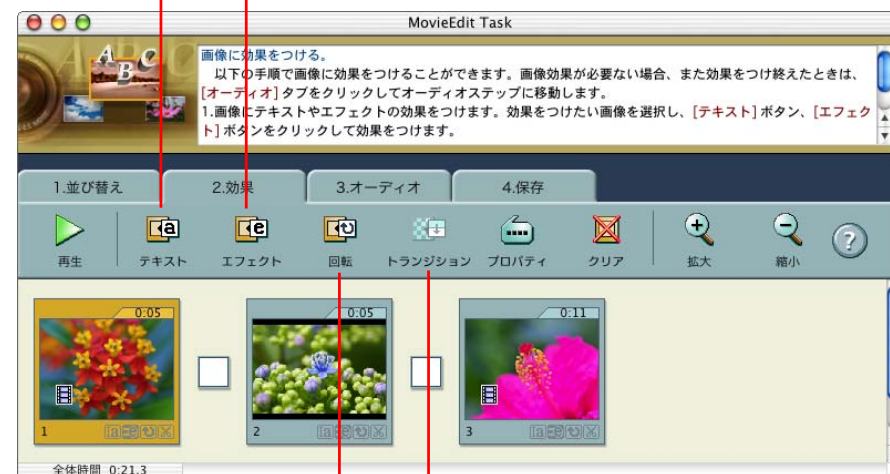 MovieEdit Task
ABC
A
B
C
画像に効果をつける。
以下の手順で画像に効果をつけることができます。画像効果が必要ない場合、また効果をつけ終えたときは、
[オーディオ] タブをクリックしてオーディオステップに移動します。
1.画像にテキストやエフェクトの効果をつけます。効果をつけたい画像を選択し、[テキスト] ボタン、[エフェク
ト] ボタンをクリックして効果をつけます。
1.並び替え 2.効果 3.オーディオ 4.保存
a e
再生 テキスト エフェクト 回転 トランジション プロパティ クリア 拡大 縮小 ?
0:05 0:05 0:11
1 a e 2 a e 3 a e
全体時間 0:21.3